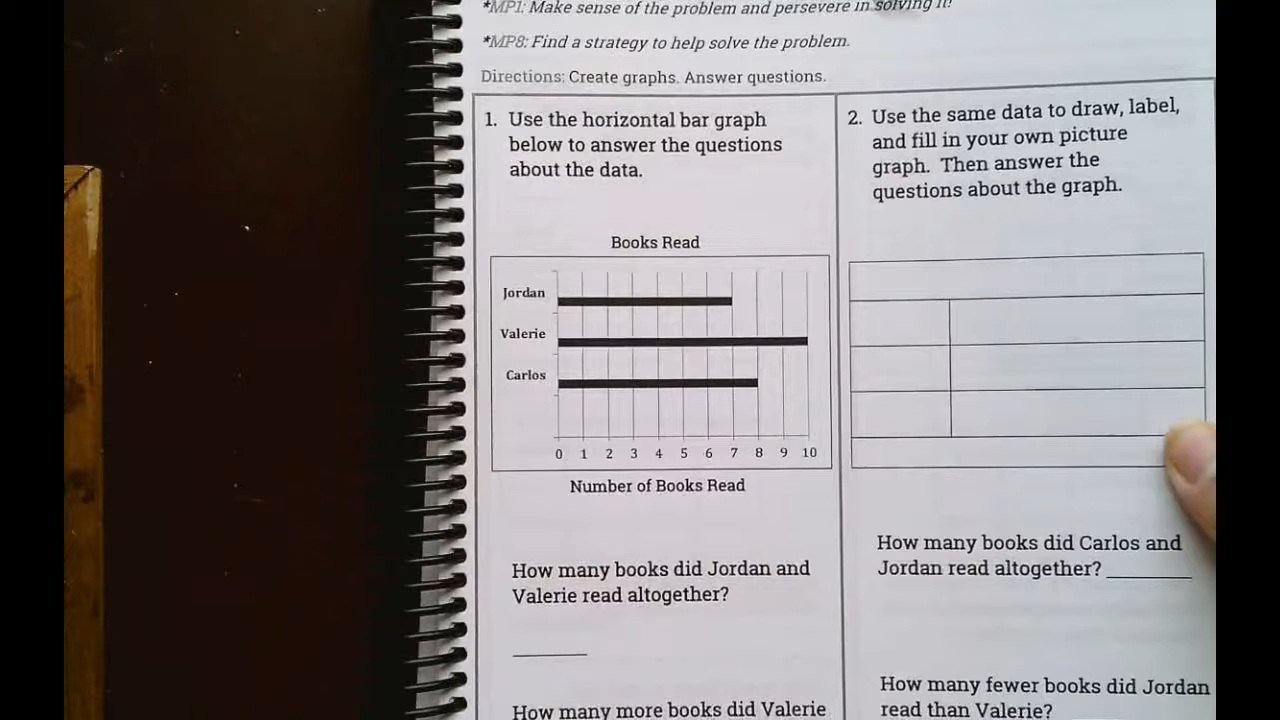 *MP1: Make sense of the problem and persevere in solving it!
*MP8: Find a strategy to help solve the problem.
Directions: Create graphs. Answer questions.
1. Use the horizontal bar graph
below to answer the questions
about the data.
Books Read
Jordan
Valerie
Carlos
0 1 2 3 4 5 6 7 8 9 10
Number of Books Read
How many books did Jordan and
Valerie read altogether?
How many more books did Valerie
2. Use the same data to draw, label,
and fill in your own picture
graph. Then answer the
questions about the graph.
How many books did Carlos and
Jordan read altogether?
How many fewer books did Jordan
read than Valerie?